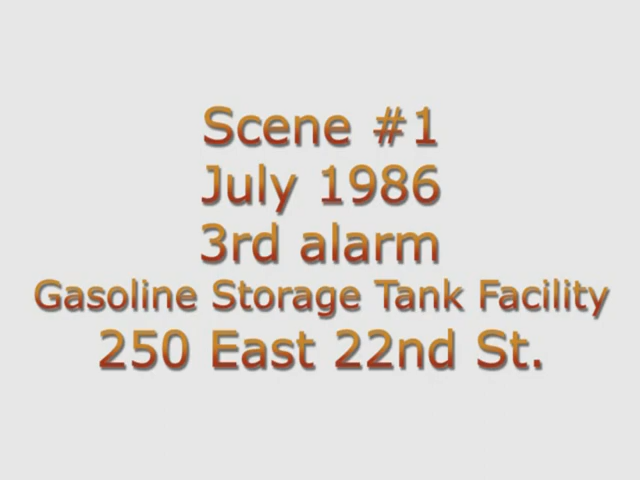 Scene #1
July 1986
3rd alarm
Gasoline Storage Tank Facility
250 East 22nd St.